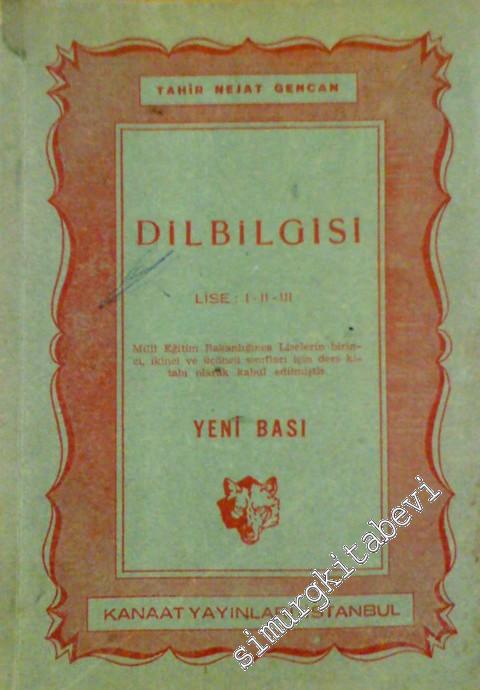 TAHİR NEJAT GENCAN
DİLBİLGİSİ
LİSE : I - II - III
Millî Eğitim Bakanlığınca Liselerin birin-
ci, ikinci ve üçüncü sınıfları için ders ki-
tabı olarak kabul edilmiştir.
YENİ BASI
KANAAT YAYINLARI İSTANBUL
simurgkitabevi